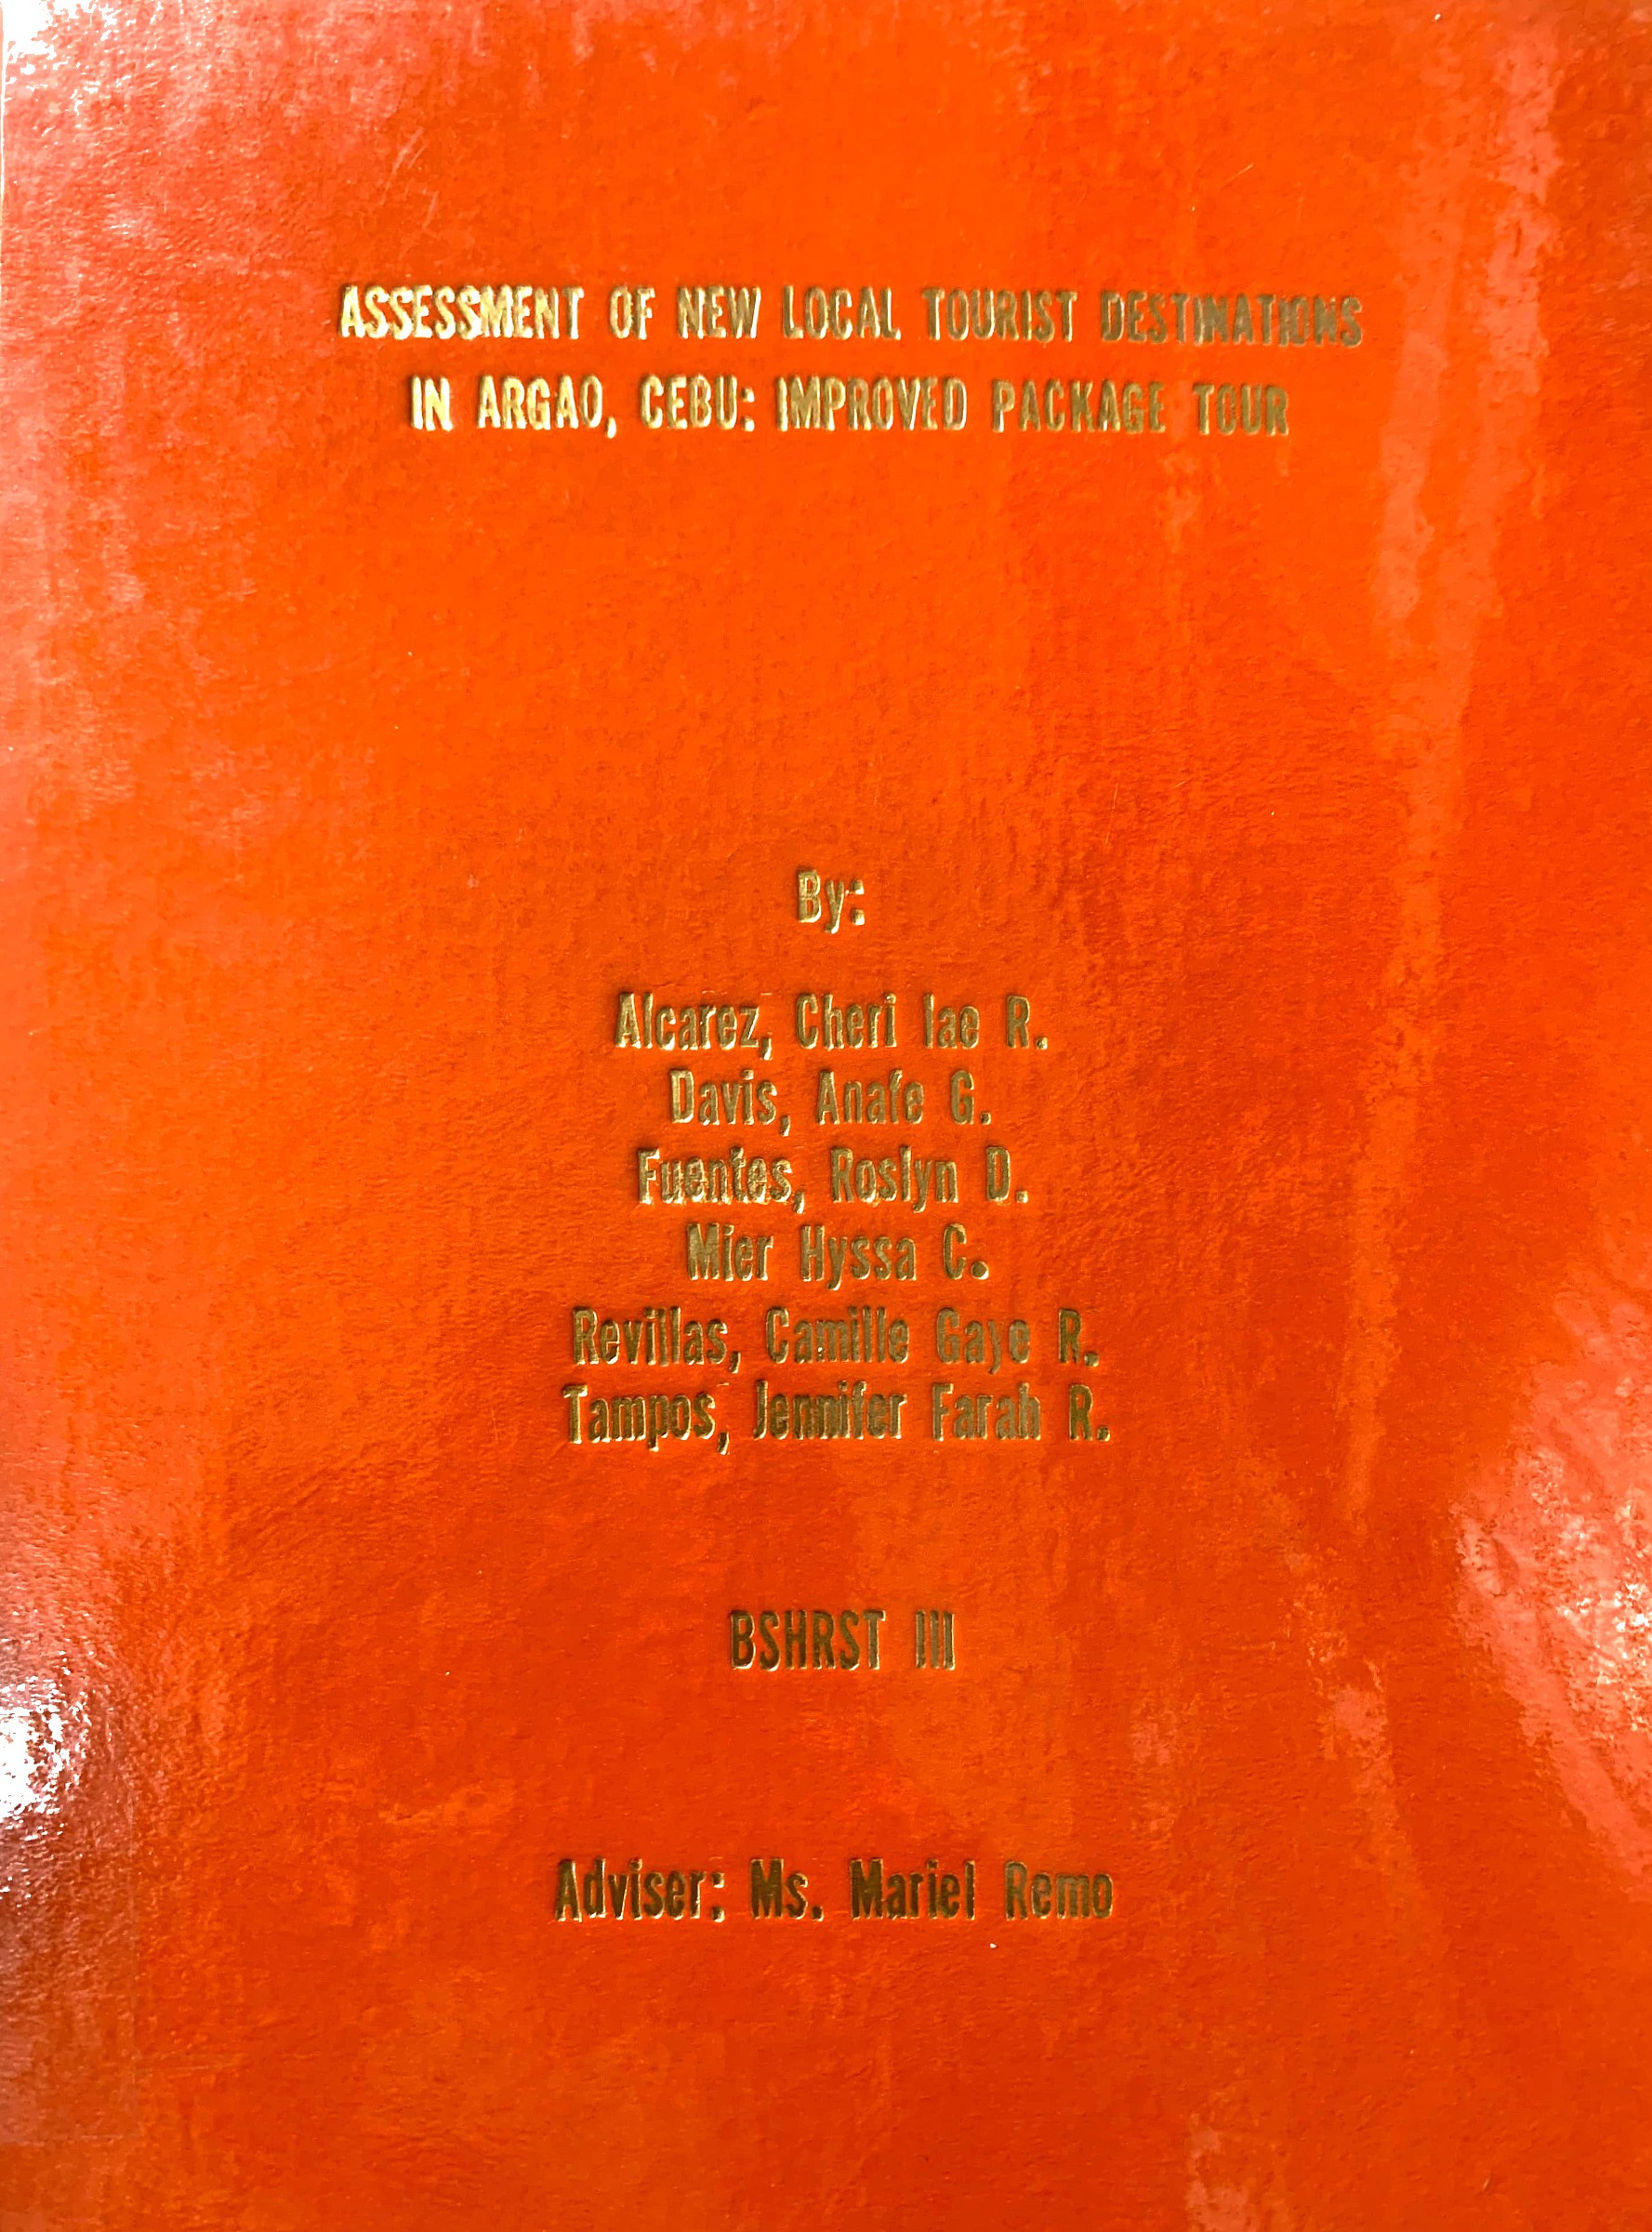 ASSESSMENT OF NEW LOCAL TOURIST DESTINATIONS
IN ARGAO, CEBU: IMPROVED PACKAGE TOUR
By:
Alcarez, Cheri lae R.
Davis, Anafe G.
Fuentes, Roslyn D.
Mier Hyssa C.
Revillas, Camille Gaye R.
Tampos, Jennifer Farah R.
BSHRST III
Adviser: Ms. Mariel Remo